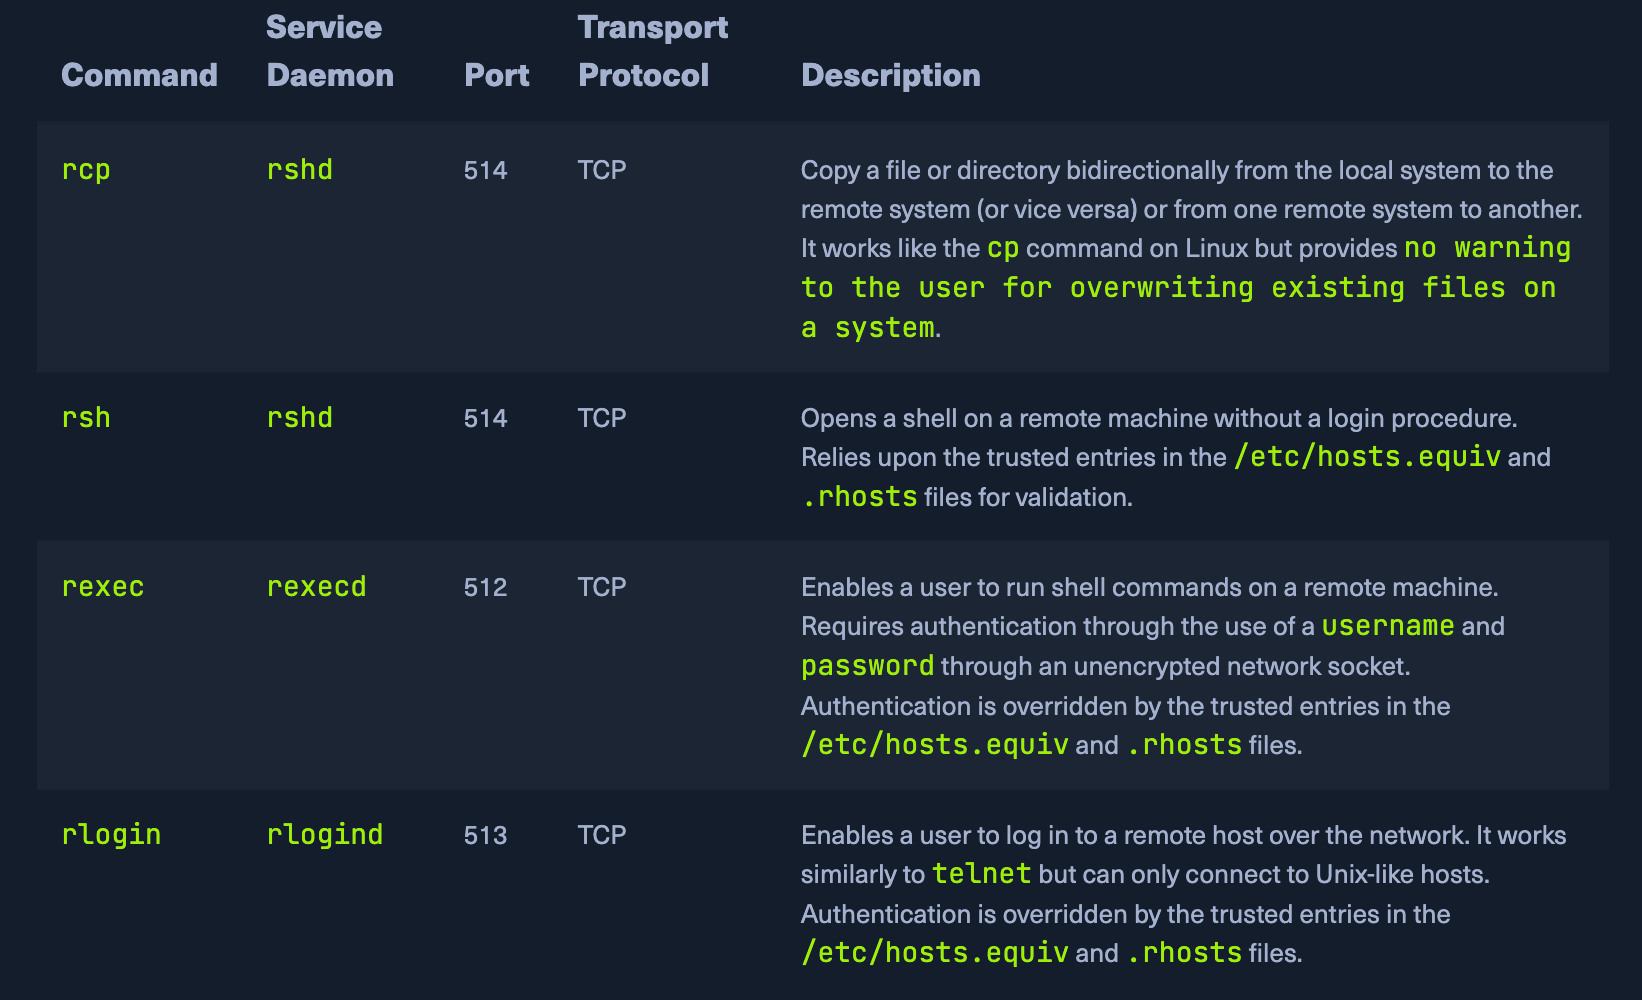 Command Service Daemon Port Transport Protocol Description
rcp rshd 514 TCP Copy a file or directory bidirectionally from the local system to the
remote system (or vice versa) or from one remote system to another.
It works like the cp command on Linux but provides no warning
to the user for overwriting existing files on
a system.
rsh rshd 514 TCP Opens a shell on a remote machine without a login procedure.
Relies upon the trusted entries in the /etc/hosts.equiv and
.rhosts files for validation.
rexec rexecd 512 TCP Enables a user to run shell commands on a remote machine.
Requires authentication through the use of a username and
password through an unencrypted network socket.
Authentication is overridden by the trusted entries in the
/etc/hosts.equiv and .rhosts files.
rlogin rlogind 513 TCP Enables a user to log in to a remote host over the network. It works
similarly to telnet but can only connect to Unix-like hosts.
Authentication is overridden by the trusted entries in the
/etc/hosts.equiv and .rhosts files.